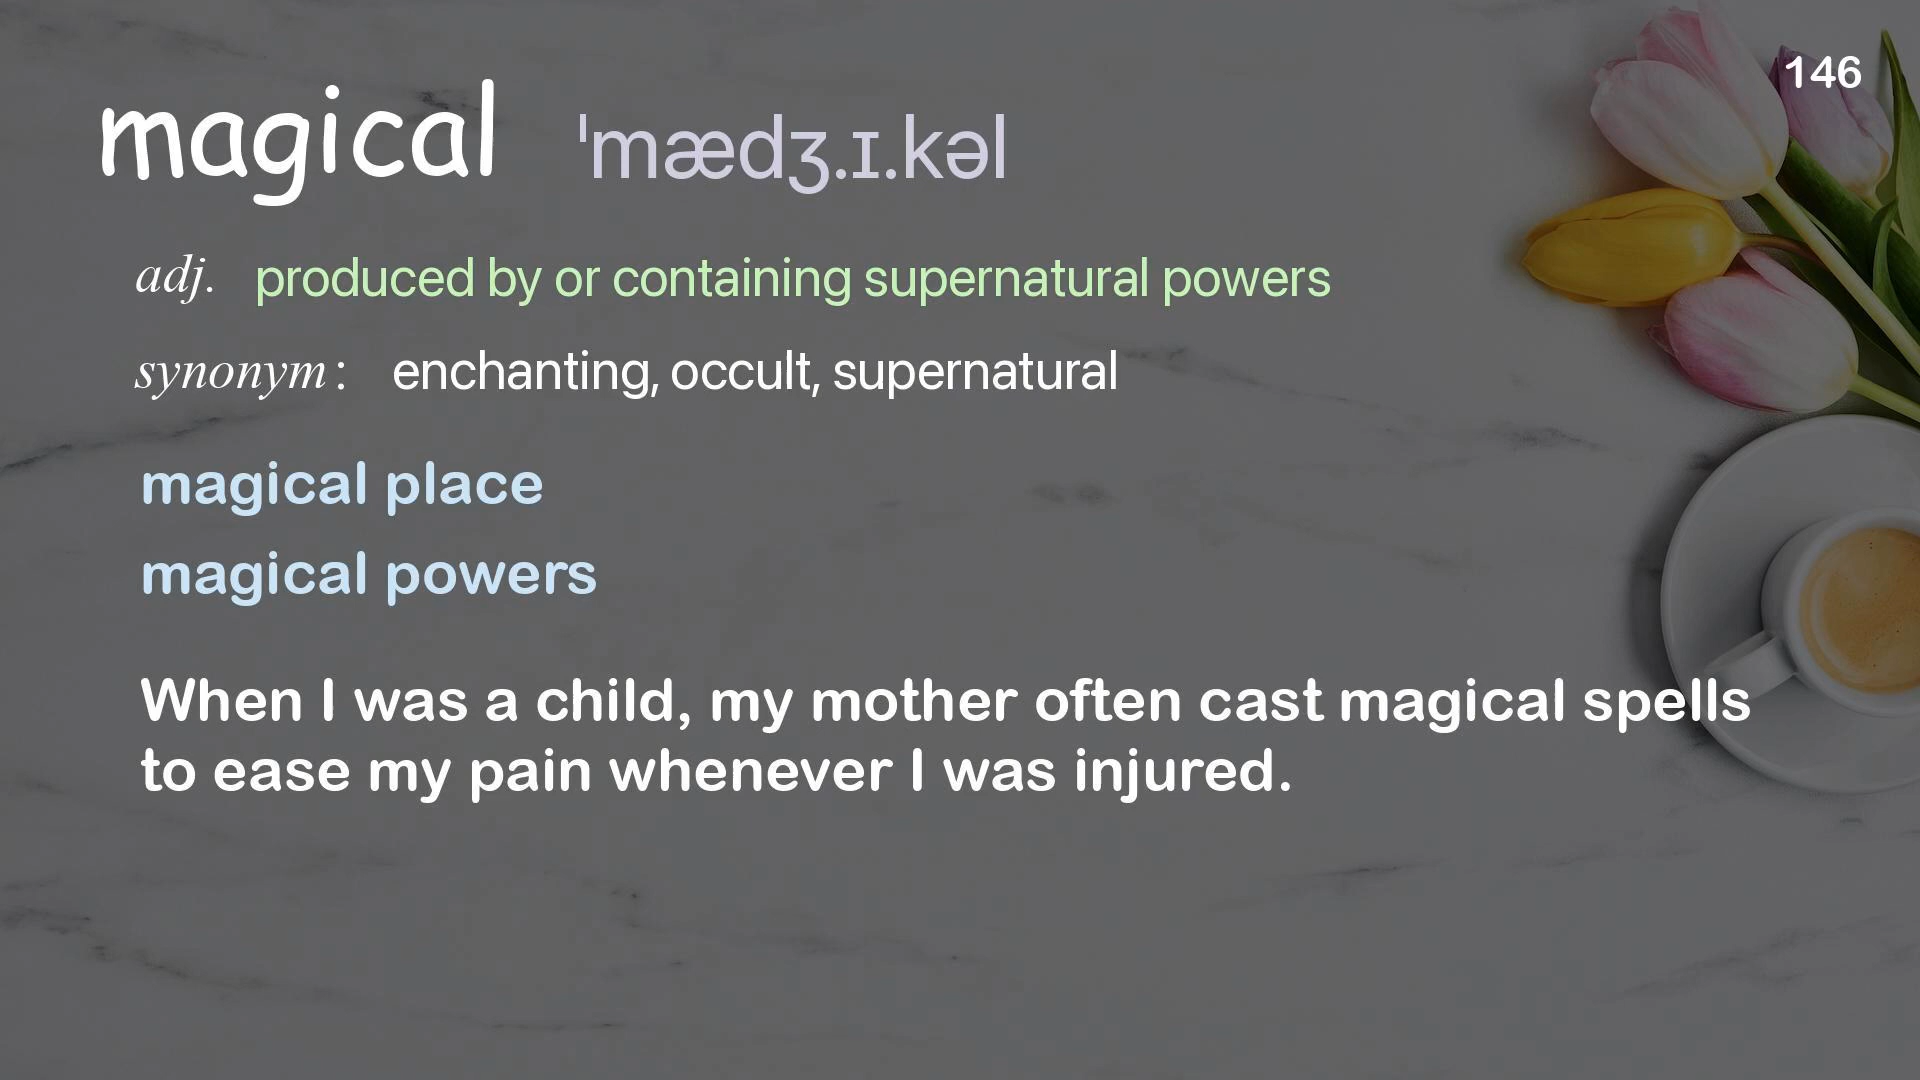 146
magical ˈmædʒ.ɪ.kəl
adj. produced by or containing supernatural powers
synonym : enchanting, occult, supernatural
magical place
magical powers
When I was a child, my mother often cast magical spells
to ease my pain whenever I was injured.